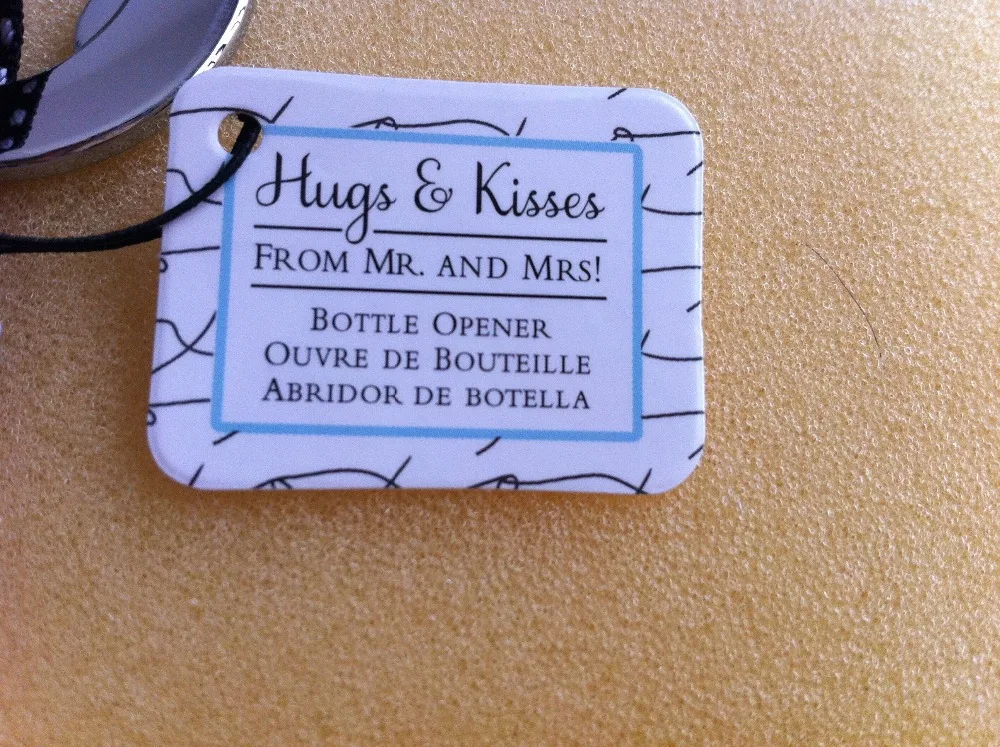 Hugs & Kisses
FROM MR. AND MRS!
BOTTLE OPENER
OUVRE DE BOUTEILLE
ABRIDOR DE BOTELLA